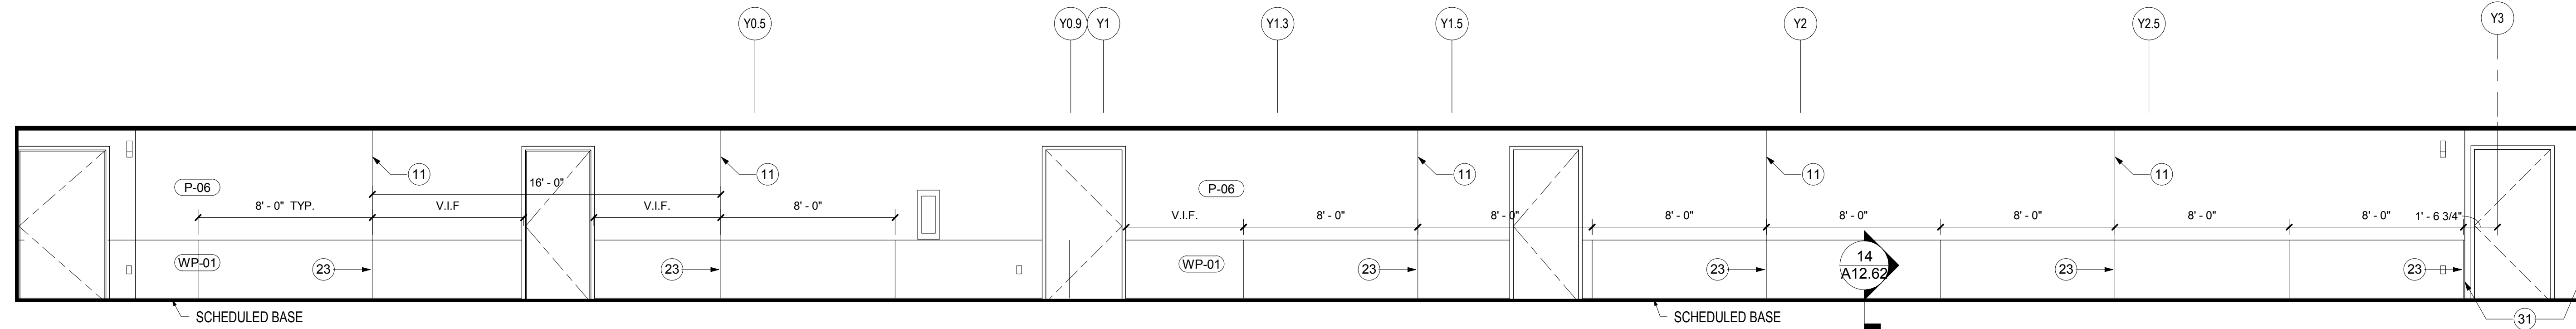 Y0.5
Y0.9
Y1
Y1.3
Y1.5
Y2
Y2.5
Y3
11
11
11
11
11
P-06
16' - 0"
P-06
8' - 0" TYP.
V.I.F
V.I.F.
8' - 0"
V.I.F.
8' - 0"
8' - 0"
8' - 0"
8' - 0"
8' - 0"
8' - 0"
8' - 0"
1' - 6 3/4"
WP-01
23
23
WP-01
23
23
14
A12.62
23
23
SCHEDULED BASE
SCHEDULED BASE
31